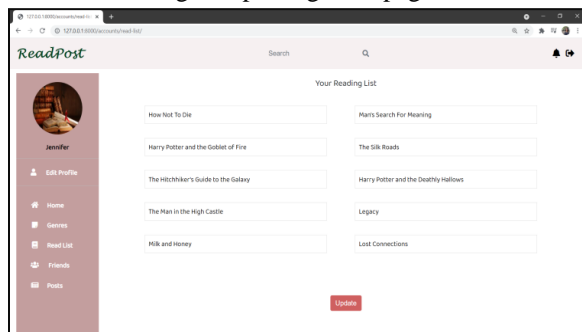 127.0.0.1:8000/accounts/read-list/
ReadPost
Search
Your Reading List
Jennifer
Edit Profile
Home
Genres
Read List
Friends
Posts
How Not To Die
Man's Search For Meaning
Harry Potter and the Goblet of Fire
The Silk Roads
The Hitchhiker's Guide to the Galaxy
Harry Potter and the Deathly Hallows
The Man in the High Castle
Legacy
Milk and Honey
Lost Connections
Update